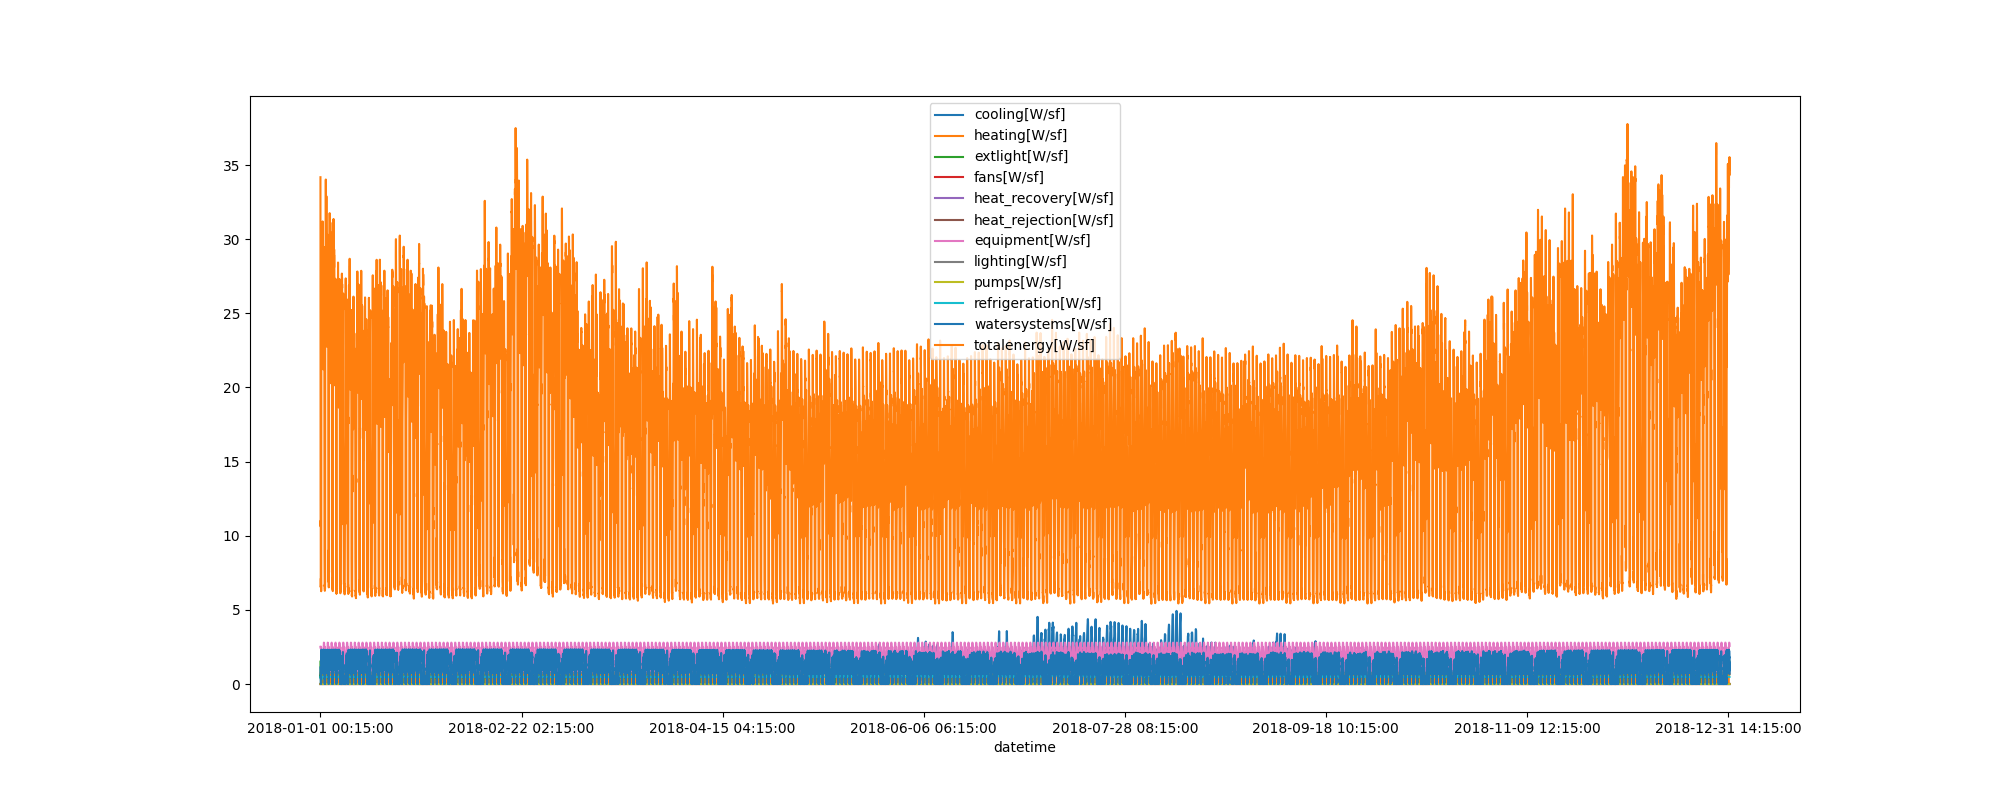 cooling[W/sf]
heating[W/sf]
extlight[W/sf]
fans[W/sf]
heat_recovery[W/sf]
heat_rejection[W/sf]
equipment[W/sf]
lighting[W/sf]
pumps[W/sf]
refrigeration[W/sf]
watersystems[W/sf]
totalenergy[W/sf]
35
30
25
20
15
10
5
0
2018-01-01 00:15:00 2018-02-22 02:15:00 2018-04-15 04:15:00 2018-06-06 06:15:00 2018-07-28 08:15:00 2018-09-18 10:15:00 2018-11-09 12:15:00 2018-12-31 14:15:00
datetime